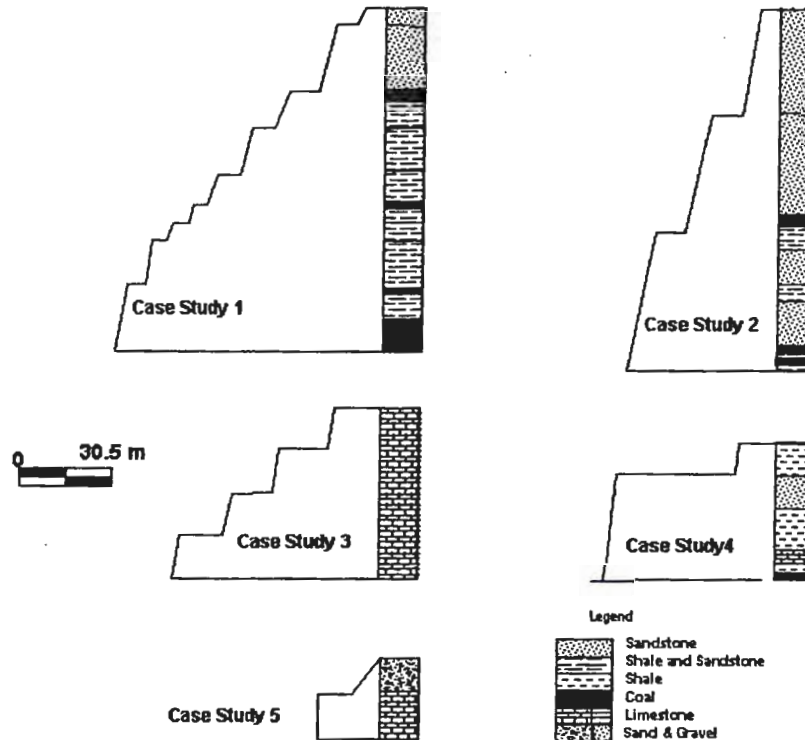 Case Study 1
Case Study 2
0 30.5 m
Case Study 3
Case Study4
Legend
Sandstone
Shale and Sandstone
Shale
Coal
Limestone
Sand & Gravel
Case Study 5